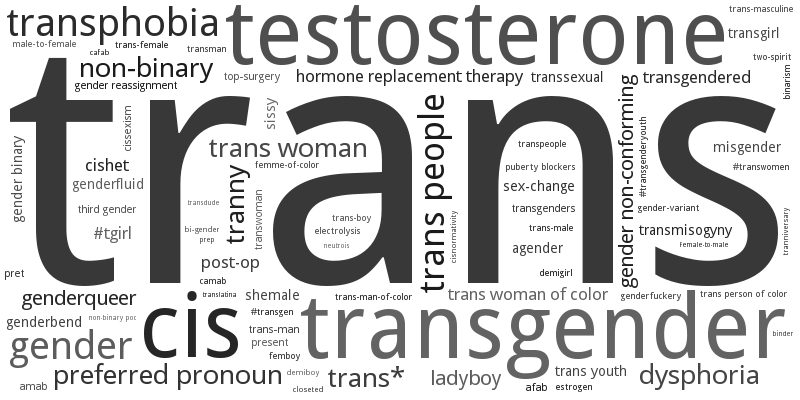 transphobia
testosterone
trans-masculine
transgirl
male-to-female
trans-female
transman
cafab
non-binary
top-surgery
hormone replacement therapy
transsexual
transgendered
two-spirit
gender reassignment
binarism
trans
cissexism
sissy
trans woman
femme-of-color
cishet
genderfluid
gender binary
third gender
#tgirl
transdude
bi-gender
prep
tranny
transwoman
trans-boy
electrolysis
neutrois
trans people
cisnormativity
transpeople
puberty blockers
sex-change
transgenders
trans-male
agender
demigirl
gender non-conforming
#transgenderyouth
misgender
#transwomen
gender-variant
transmisogyny
female-to-male
tranniversary
post-op
camab
pret
genderqueer
translatina
shemale
trans-man-of-color
trans woman of color
genderfuckery
trans person of color
cis
#transgen
transgender
genderbend
non-binary poc
trans-man
present
binder
gender
femboy
amab
preferred pronoun
demiboy
closeted
trans*
ladyboy
afab
trans youth
estrogen
dysphoria